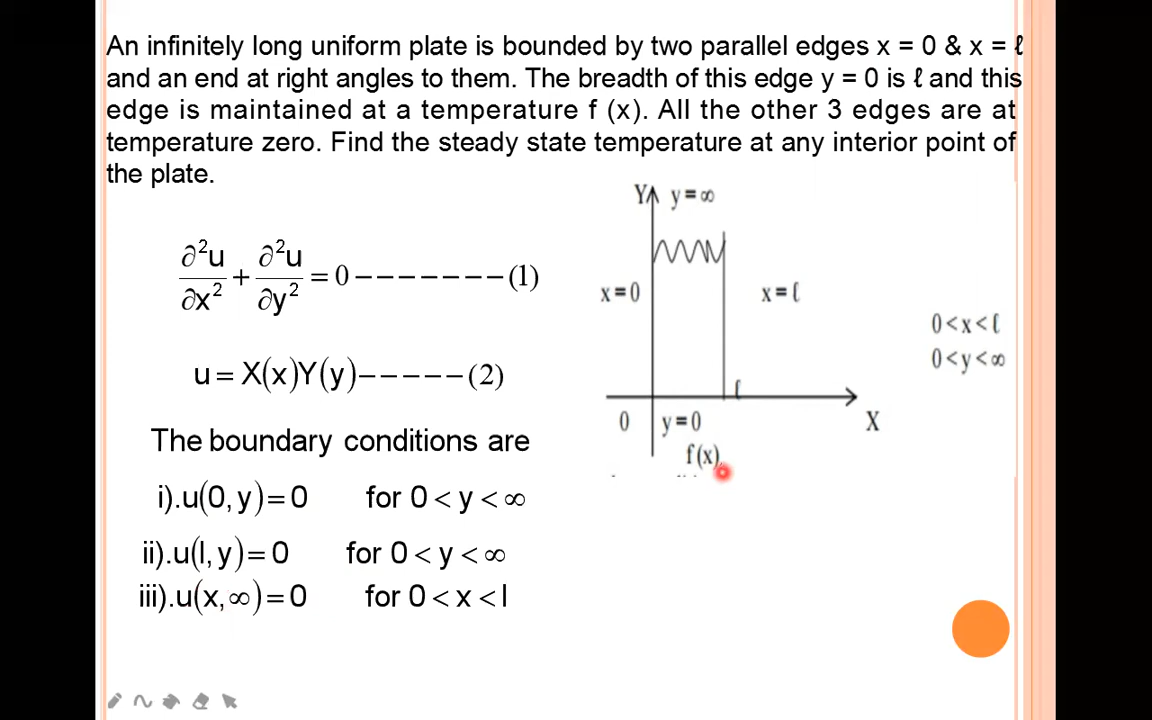 An infinitely long uniform plate is bounded by two parallel edges x = 0 & x = ℓ
and an end at right angles to them. The breadth of this edge y = 0 is ℓ and this
edge is maintained at a temperature f (x). All the other 3 edges are at
temperature zero. Find the steady state temperature at any interior point of
the plate.
Y y = ∞
∂²u/∂x² + ∂²u/∂y² = 0 − − − − − − − (1)
x = 0 x = ℓ
0 < x < ℓ
0 < y < ∞
u = X(x)Y(y) − − − − − (2)
ℓ
0 y = 0 X
f(x)
The boundary conditions are
i).u(0, y) = 0 for 0 < y < ∞
ii).u(l, y) = 0 for 0 < y < ∞
iii).u(x, ∞) = 0 for 0 < x < l